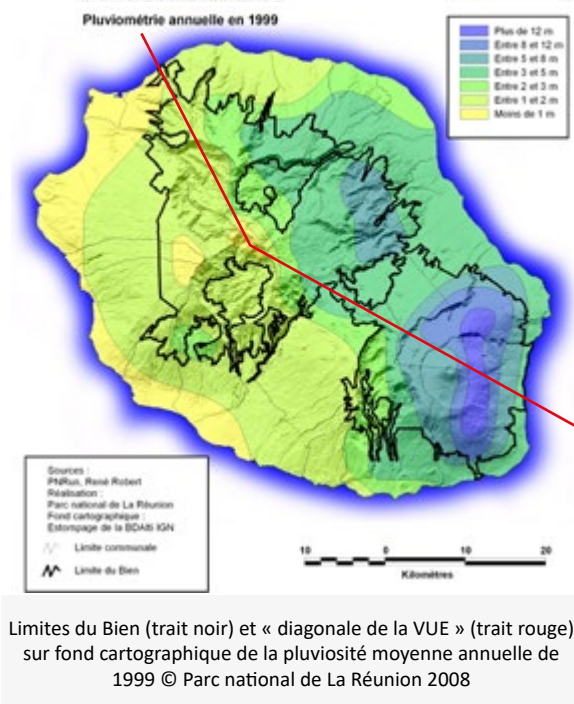 Pluviométrie annuelle en 1999
Plus de 12 m
Entre 8 et 12 m
Entre 5 et 8 m
Entre 3 et 5 m
Entre 2 et 3 m
Entre 1 et 2 m
Moins de 1 m
Sources :
PNRun, René Robert
Réalisation :
Parc national de La Réunion
Fond cartographique :
Estompage de la BDAlti IGN
Limite communale
Limite du Bien
10 0 10 20
Kilomètres
Limites du Bien (trait noir) et « diagonale de la VUE » (trait rouge)
sur fond cartographique de la pluviosité moyenne annuelle de
1999 © Parc national de La Réunion 2008